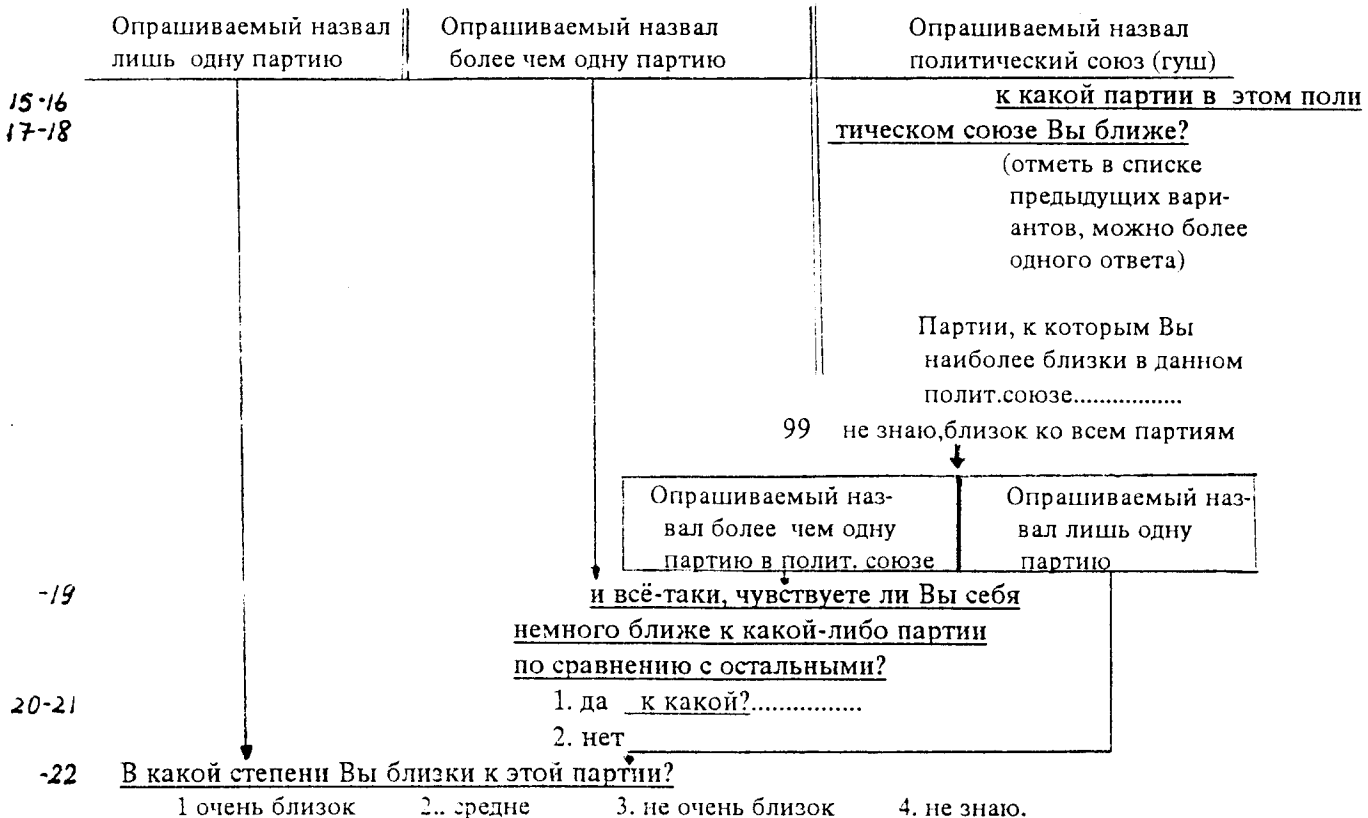 Опрашиваемый назвал
лишь одну партию
Опрашиваемый назвал
более чем одну партию
Опрашиваемый назвал
политический союз (гуш)
15-16
17-18
к какой партии в этом поли
тическом союзе Вы ближе?
(отметь в списке
предыдущих вари-
антов, можно более
одного ответа)
Партии, к которым Вы
наиболее близки в данном
полит.союзе.................
99 не знаю,близок ко всем партиям
Опрашиваемый наз-
вал более чем одну
партию в полит. союзе
Опрашиваемый наз-
вал лишь одну
партию
-19
и всё-таки, чувствуете ли Вы себя
немного ближе к какой-либо партии
по сравнению с остальными?
20-21
1. да к какой?................
2. нет
-22 В какой степени Вы близки к этой партии?
1 очень близок 2.. средне 3. не очень близок 4. не знаю.